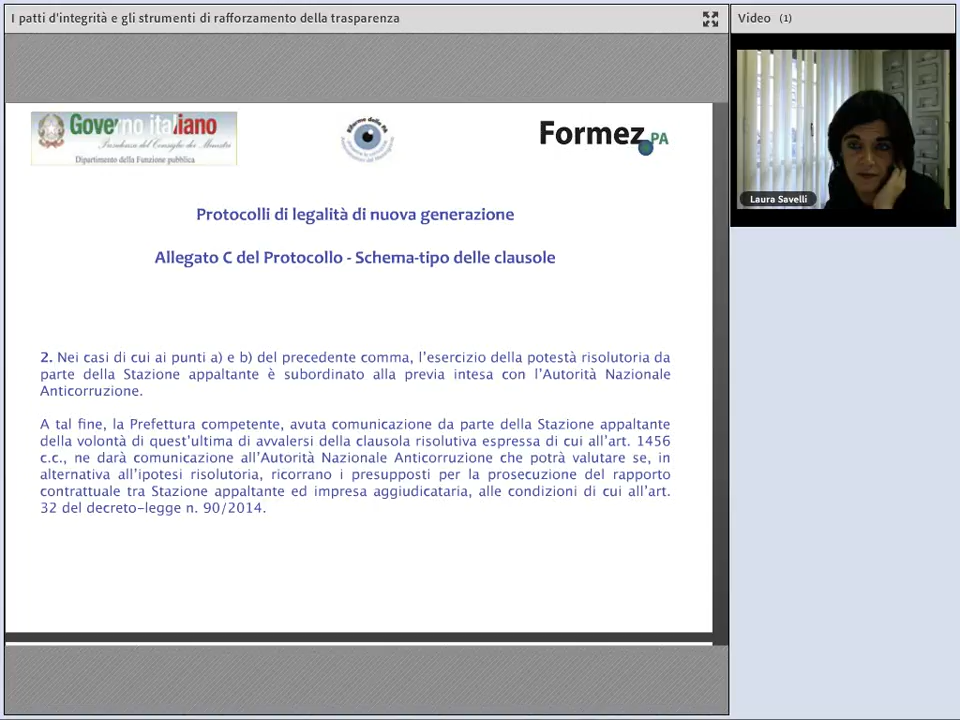 I patti d'integrità e gli strumenti di rafforzamento della trasparenza
Video (1)
Governo italiano
Presidenza del Consiglio dei Ministri
Dipartimento della Funzione pubblica
Formez PA
Laura Savelli
Protocolli di legalità di nuova generazione
Allegato C del Protocollo - Schema-tipo delle clausole
2. Nei casi di cui ai punti a) e b) del precedente comma, l'esercizio della potestà risolutoria da
parte della Stazione appaltante è subordinato alla previa intesa con l'Autorità Nazionale
Anticorruzione.
A tal fine, la Prefettura competente, avuta comunicazione da parte della Stazione appaltante
della volontà di quest'ultima di avvalersi della clausola risolutiva espressa di cui all'art. 1456
c.c., ne darà comunicazione all'Autorità Nazionale Anticorruzione che potrà valutare se, in
alternativa all'ipotesi risolutoria, ricorrano i presupposti per la prosecuzione del rapporto
contrattuale tra Stazione appaltante ed impresa aggiudicataria, alle condizioni di cui all'art.
32 del decreto-legge n. 90/2014.